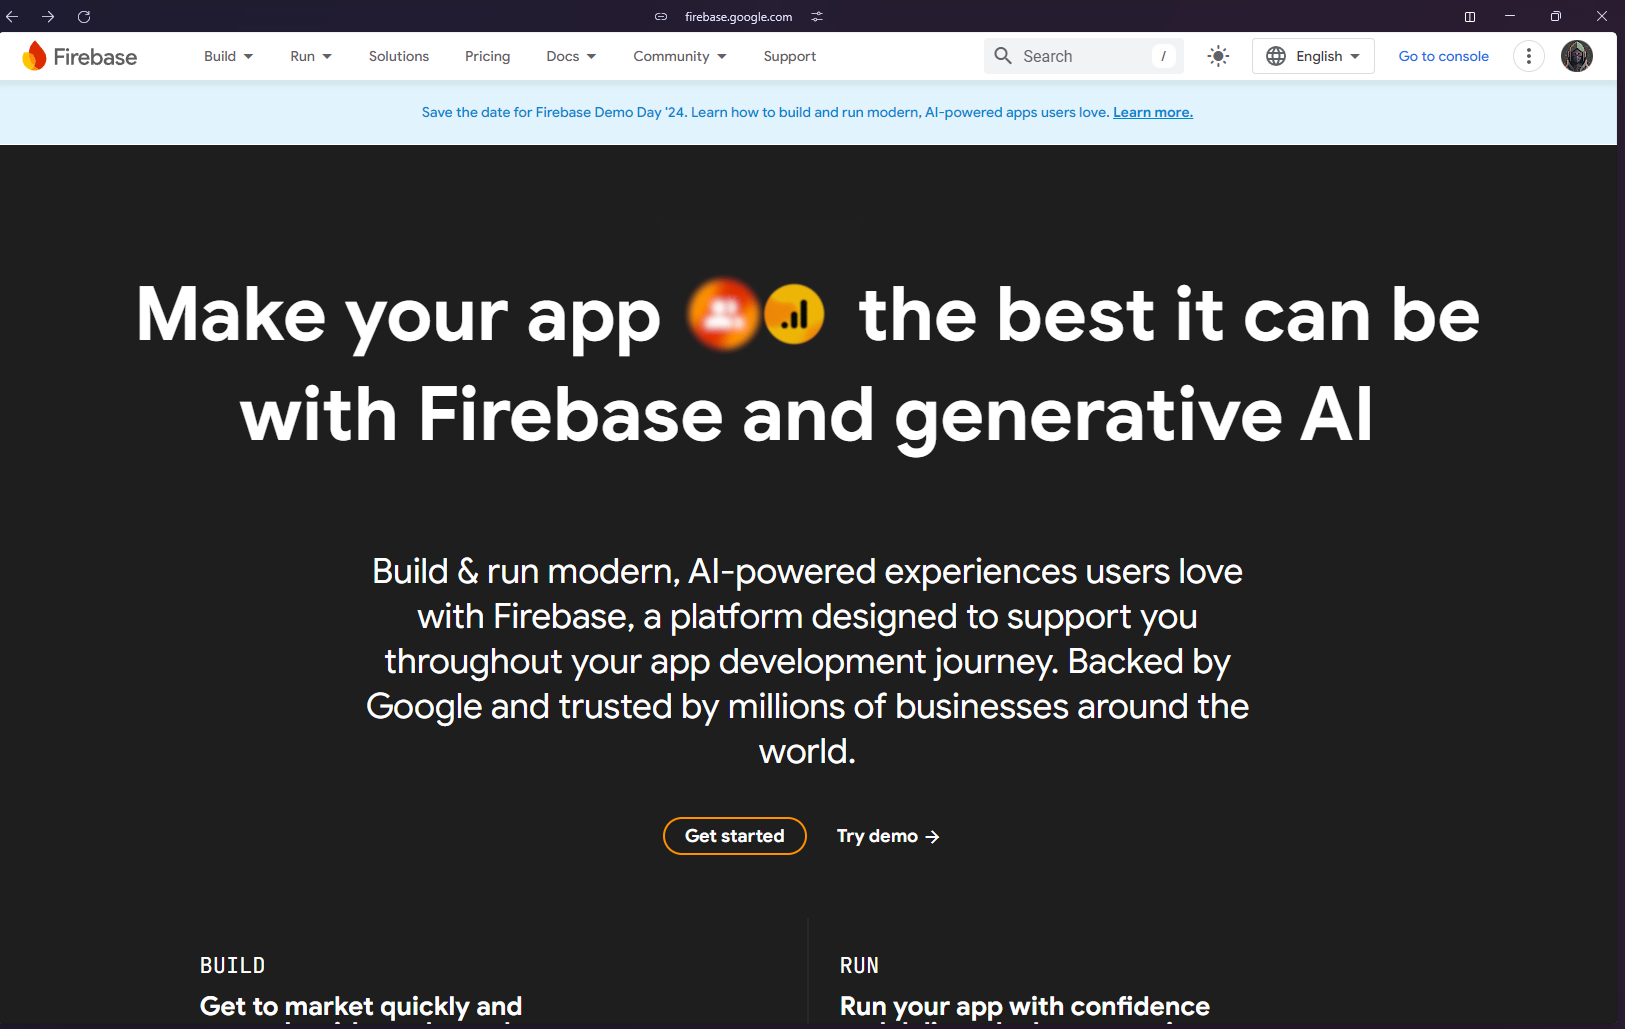 firebase.google.com
Firebase
Build
Run
Solutions
Pricing
Docs
Community
Support
Search
/
English
Go to console
Save the date for Firebase Demo Day '24. Learn how to build and run modern, AI-powered apps users love. Learn more.
Make your app the best it can be
with Firebase and generative AI
Build & run modern, AI-powered experiences users love
with Firebase, a platform designed to support you
throughout your app development journey. Backed by
Google and trusted by millions of businesses around the
world.
Get started
Try demo →
BUILD
Get to market quickly and
RUN
Run your app with confidence